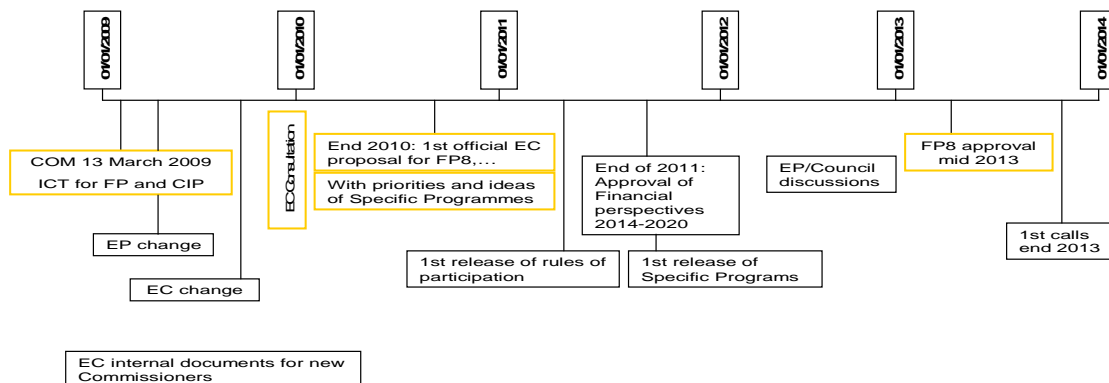 01/01/2009
01/01/2010
01/01/2011
01/01/2012
01/01/2013
01/01/2014
COM 13 March 2009
ICT for FP and CIP
EP change
EC change
EC Consultation
End 2010: 1st official EC
proposal for FP8,...
With priorities and ideas
of Specific Programmes
1st release of rules of
participation
End of 2011:
Approval of
Financial
perspectives
2014-2020
1st release of
Specific Programs
EP/Council
discussions
FP8 approval
mid 2013
1st calls
end 2013
EC internal documents for new
Commissioners